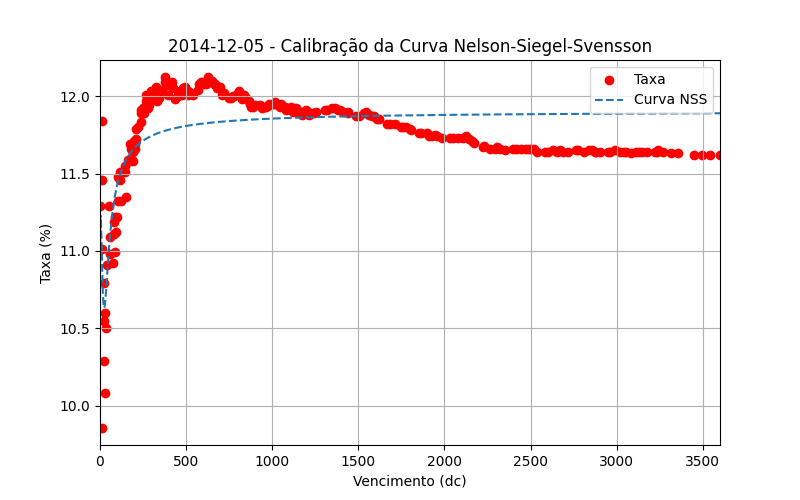 2014-12-05 - Calibração da Curva Nelson-Siegel-Svensson
Taxa
Curva NSS
12.0
11.5
11.0
10.5
10.0
Taxa (%)
0 500 1000 1500 2000 2500 3000 3500
Vencimento (dc)